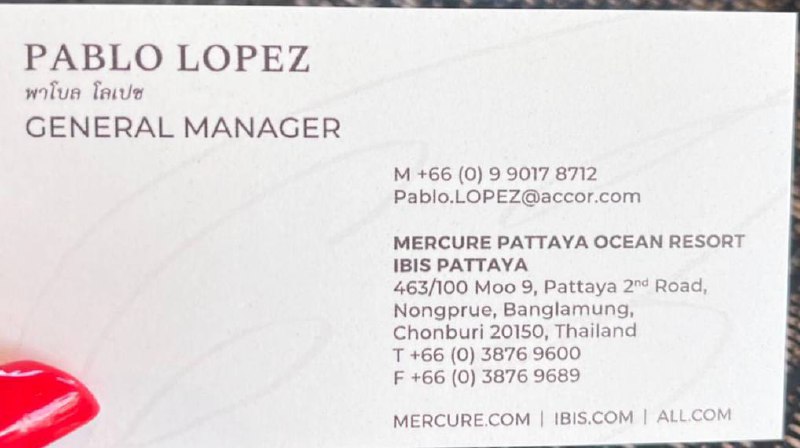 PABLO LOPEZ
พาโบล โลเปซ
GENERAL MANAGER
M +66 (0) 9 9017 8712
Pablo.LOPEZ@accor.com
MERCURE PATTAYA OCEAN RESORT
IBIS PATTAYA
463/100 Moo 9, Pattaya 2nd Road,
Nongprue, Banglamung,
Chonburi 20150, Thailand
T +66 (0) 3876 9600
F +66 (0) 3876 9689
MERCURE.COM | IBIS.COM | ALL.COM